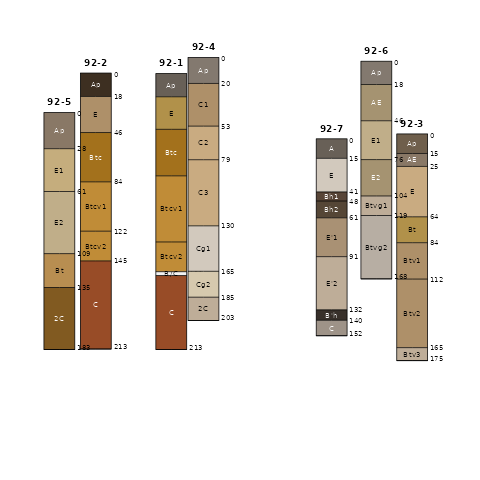 92-5
Ap
E1
E2
Bt
2C
0
28
61
109
135
183
92-2
Ap
E
Btc
Btcv1
Btcv2
C
0
18
46
84
122
145
213
92-1
Ap
E
Btc
Btcv1
Btcv2
B/C
C
213
92-4
Ap
C1
C2
C3
Cg1
Cg2
2C
0
20
53
79
130
165
185
203
92-7
A
E
Bh1
Bh2
E'1
E'2
B'h
C
0
15
41
48
61
91
132
140
152
92-6
Ap
AE
E1
E2
Btvg1
Btvg2
0
18
46
76
104
119
168
92-3
Ap
AE
E
Bt
Btv1
Btv2
Btv3
0
15
25
64
84
112
165
175